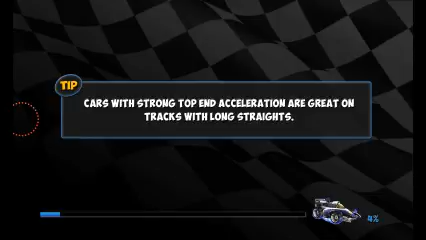 TIP
CARS WITH STRONG TOP END ACCELERATION ARE GREAT ON
TRACKS WITH LONG STRAIGHTS.
4%